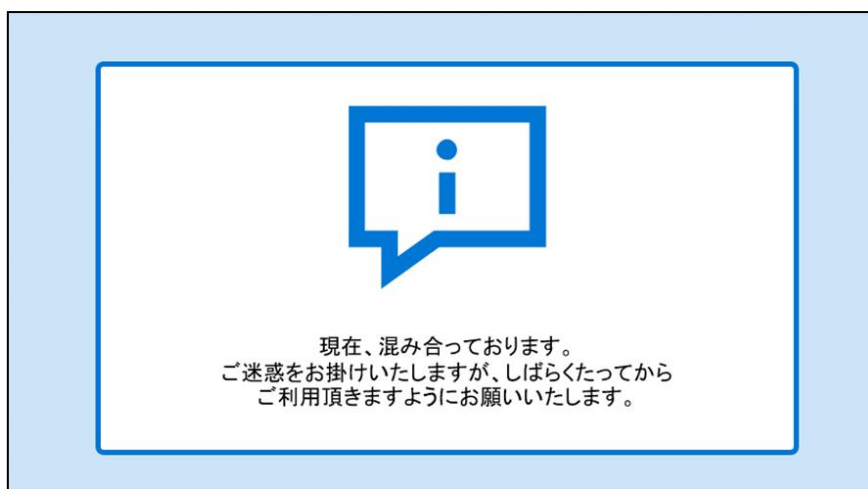 現在、混み合っております。
ご迷惑をお掛けいたしますが、しばらくたってから
ご利用頂きますようにお願いいたします。